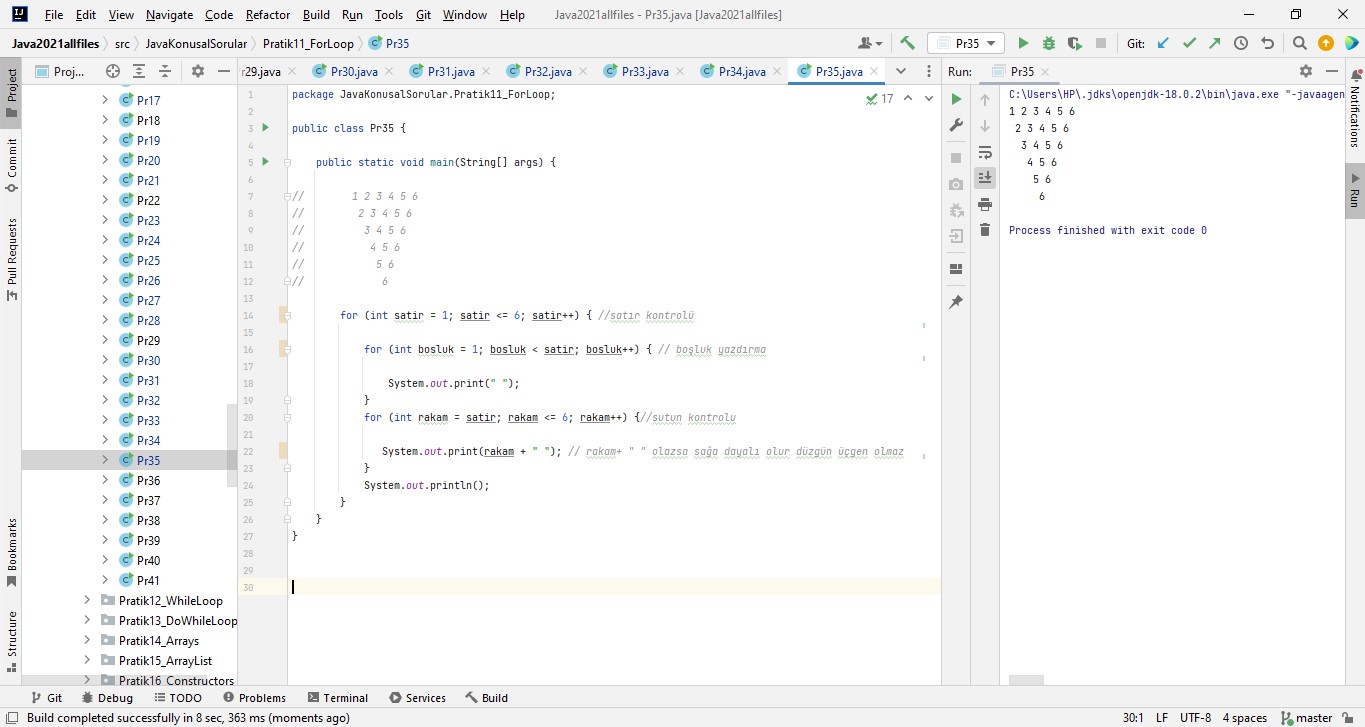 File Edit View Navigate Code Refactor Build Run Tools Git Window Help Java2021allfiles - Pr35.java [Java2021allfiles]
Java2021allfiles src JavaKonusalSorular Pratik11_ForLoop Pr35 Pr35 Git:
Project
Commit
Pull Requests
Bookmarks
Structure
Proj...
Pr17
Pr18
Pr19
Pr20
Pr21
Pr22
Pr23
Pr24
Pr25
Pr26
Pr27
Pr28
Pr29
Pr30
Pr31
Pr32
Pr33
Pr34
Pr35
Pr36
Pr37
Pr38
Pr39
Pr40
Pr41
Pratik12_WhileLoop
Pratik13_DoWhileLoop
Pratik14_Arrays
Pratik15_ArrayList
Pratik16_Constructors
r29.java Pr30.java Pr31.java Pr32.java Pr33.java Pr34.java Pr35.java
17
1 package JavaKonusalSorular.Pratik11_ForLoop;
2
3 public class Pr35 {
4
5 public static void main(String[] args) {
6
7 // 1 2 3 4 5 6
8 // 2 3 4 5 6
9 // 3 4 5 6
10 // 4 5 6
11 // 5 6
12 // 6
13
14 for (int satir = 1; satir <= 6; satir++) { //satır kontrolü
15
16 for (int bosluk = 1; bosluk < satir; bosluk++) { // boşluk yazdırma
17
18 System.out.print(" ");
19 }
20 for (int rakam = satir; rakam <= 6; rakam++) {//sutun kontrolu
21
22 System.out.print(rakam + " "); // rakam+ " " olazsa sağa dayalı olur düzgün üçgen olmaz
23 }
24 System.out.println();
25 }
26 }
27 }
28
29
30
Run: Pr35
C:\Users\HP\.jdks\openjdk-18.0.2\bin\java.exe "-javaagen
1 2 3 4 5 6
2 3 4 5 6
3 4 5 6
4 5 6
5 6
6
Process finished with exit code 0
Notifications
Run
Git Debug TODO Problems Terminal Services Build
Build completed successfully in 8 sec, 363 ms (moments ago) 30:1 LF UTF-8 4 spaces master